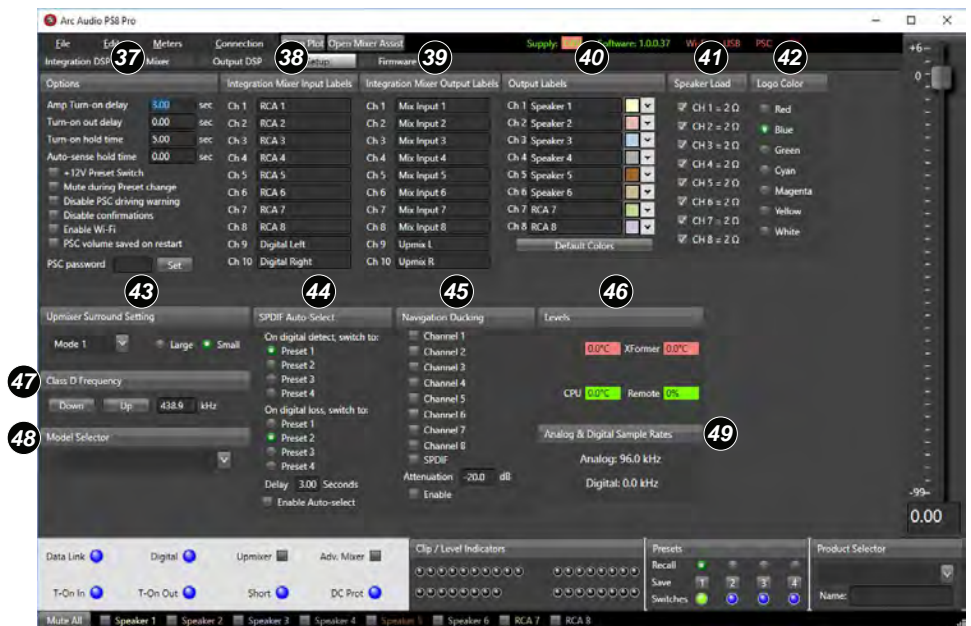 Arc Audio PS8 Pro
File Meters Connection Plot Open Mixer Assist Supply: Software: 1.0.0.37 USB PSC
Integration DSP Mixer Output DSP Setup Firm
37 38 39 40 41 42
+6
0
-99
0.00
Options
Amp Turn-on delay 3.00 sec
Turn-on out delay 0.00 sec
Turn-on hold time 5.00 sec
Auto-sense hold time 0.00 sec
+12V Preset Switch
Mute during Preset change
Disable PSC driving warning
Disable confirmations
Enable Wi-Fi
PSC volume saved on restart
PSC password Set
Integration Mixer Input Labels
Ch 1 RCA 1
Ch 2 RCA 2
Ch 3 RCA 3
Ch 4 RCA 4
Ch 5 RCA 5
Ch 6 RCA 6
Ch 7 RCA 7
Ch 8 RCA 8
Ch 9 Digital Left
Ch 10 Digital Right
Integration Mixer Output Labels
Ch 1 Mix Input 1
Ch 2 Mix Input 2
Ch 3 Mix Input 3
Ch 4 Mix Input 4
Ch 5 Mix Input 5
Ch 6 Mix Input 6
Ch 7 Mix Input 7
Ch 8 Mix Input 8
Ch 9 Upmix L
Ch 10 Upmix R
Output Labels
Ch 1 Speaker 1
Ch 2 Speaker 2
Ch 3 Speaker 3
Ch 4 Speaker 4
Ch 5 Speaker 5
Ch 6 Speaker 6
Ch 7 RCA 7
Ch 8 RCA 8
Default Colors
Speaker Load
CH 1 = 2 Ω
CH 2 = 2 Ω
CH 3 = 2 Ω
CH 4 = 2 Ω
CH 5 = 2 Ω
CH 6 = 2 Ω
CH 7 = 2 Ω
CH 8 = 2 Ω
Logo Color
Red
Blue
Green
Cyan
Magenta
Yellow
White
43 44 45 46
Upmixer Surround Setting
Mode 1 Large Small
47
Class D Frequency
Down Up 438.9 kHz
48
Model Selector
SPDIF Auto-Select
On digital detect, switch to:
Preset 1
Preset 2
Preset 3
Preset 4
On digital loss, switch to:
Preset 1
Preset 2
Preset 3
Preset 4
Delay 3.00 Seconds
Enable Auto-select
Navigation Ducking
Channel 1
Channel 2
Channel 3
Channel 4
Channel 5
Channel 6
Channel 7
Channel 8
SPDIF
Attenuation -20.0 dB
Enable
Levels
0.0°C XFormer 0.0°C
CPU 0.0°C Remote 0%
Analog & Digital Sample Rates 49
Analog: 96.0 kHz
Digital: 0.0 kHz
Data Link Digital Upmixer Adv. Mixer
T-On In T-On Out Short DC Prot
Clip / Level Indicators
Presets
Recall
Save 1 2 3 4
Switches
Product Selector
Name:
Mute All Speaker 1 Speaker 2 Speaker 3 Speaker 4 Speaker 5 Speaker 6 RCA 7 RCA 8